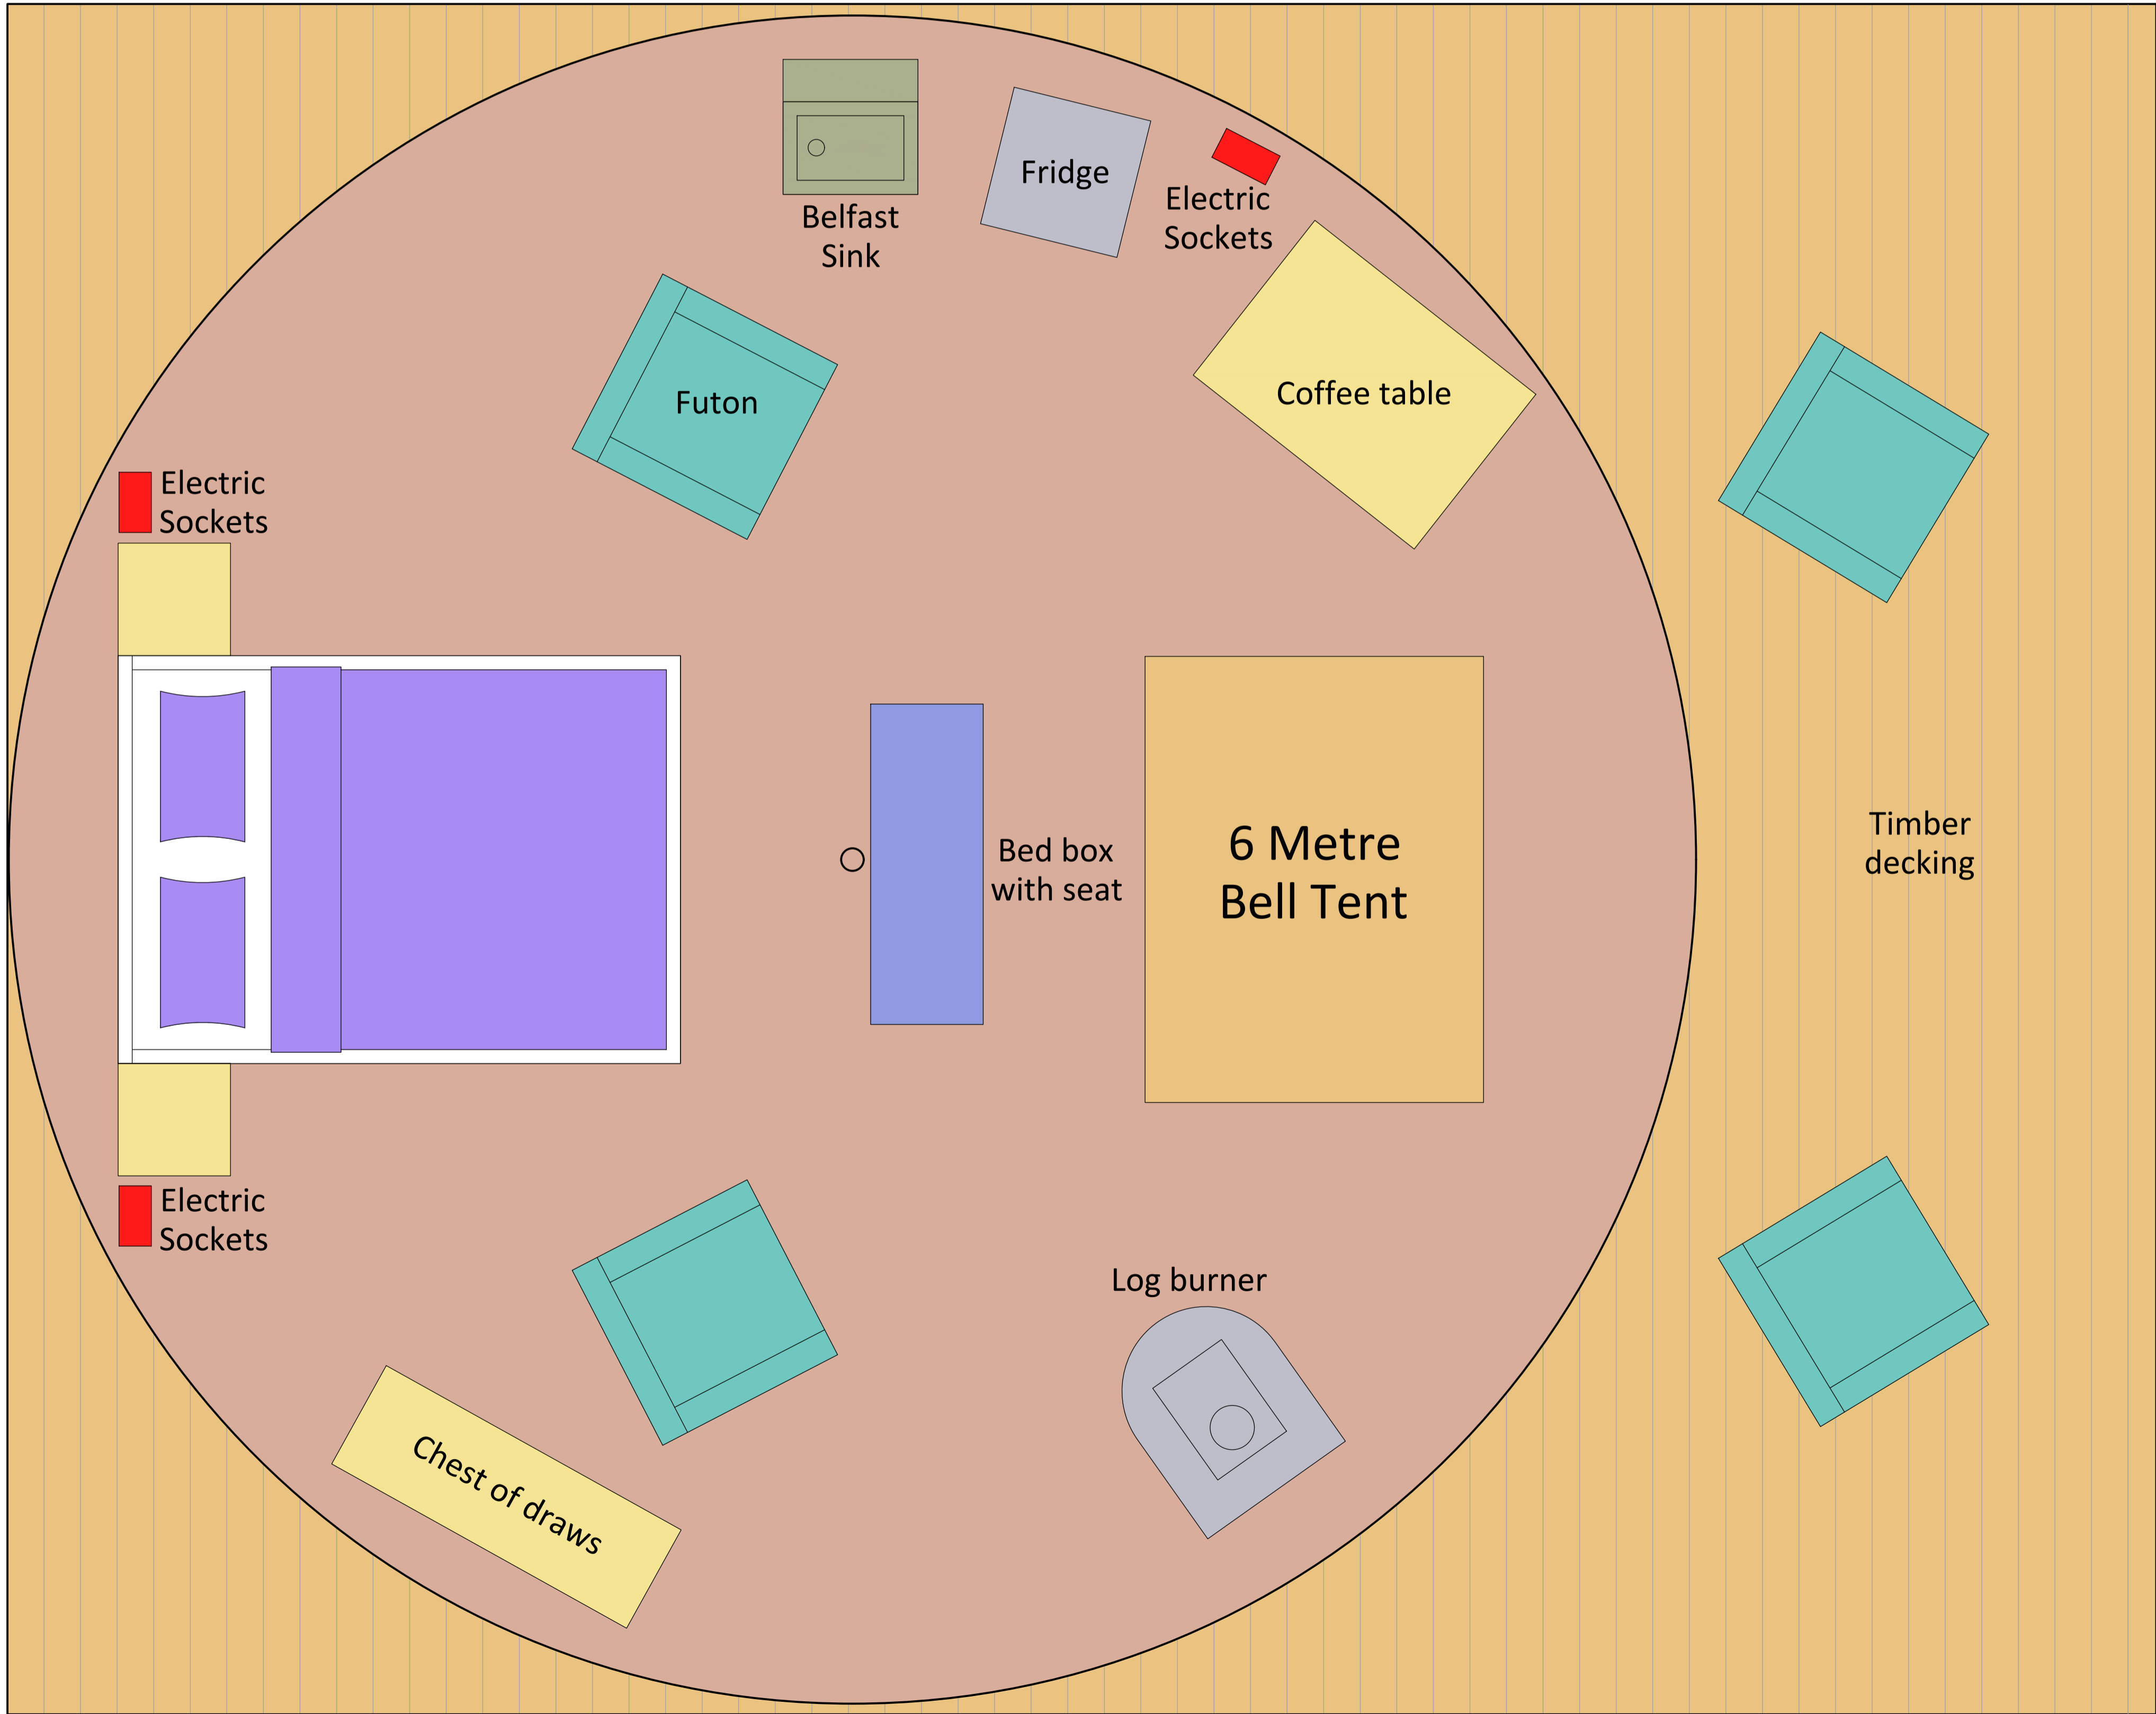 Belfast
Sink
Fridge
Electric
Sockets
Futon
Coffee table
Electric
Sockets
Bed box
with seat
6 Metre
Bell Tent
Timber
decking
Electric
Sockets
Log burner
Chest of draws